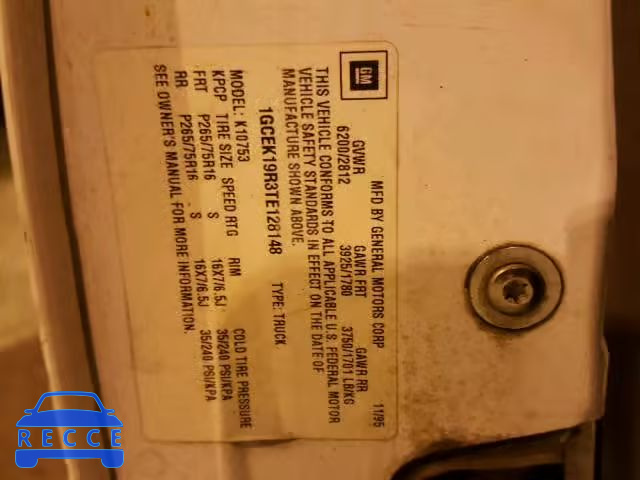 GM
MFD BY GENERAL MOTORS CORP 11/95
GVWR GAWR FRT GAWR RR
6200/2812 3925/1780 3750/1701 LB/KG
THIS VEHICLE CONFORMS TO ALL APPLICABLE U.S. FEDERAL MOTOR
VEHICLE SAFETY STANDARDS IN EFFECT ON THE DATE OF
MANUFACTURE SHOWN ABOVE.
1GCEK19R3TE128148 TYPE: TRUCK
MODEL: K10753
KPCP TIRE SIZE SPEED RTG RIM COLD TIRE PRESSURE
FRT P265/75R16 S 16X7/6.5J 35/240 PSI/KPA
RR P265/75R16 S 16X7/6.5J 35/240 PSI/KPA
SEE OWNER'S MANUAL FOR MORE INFORMATION.
RECCE